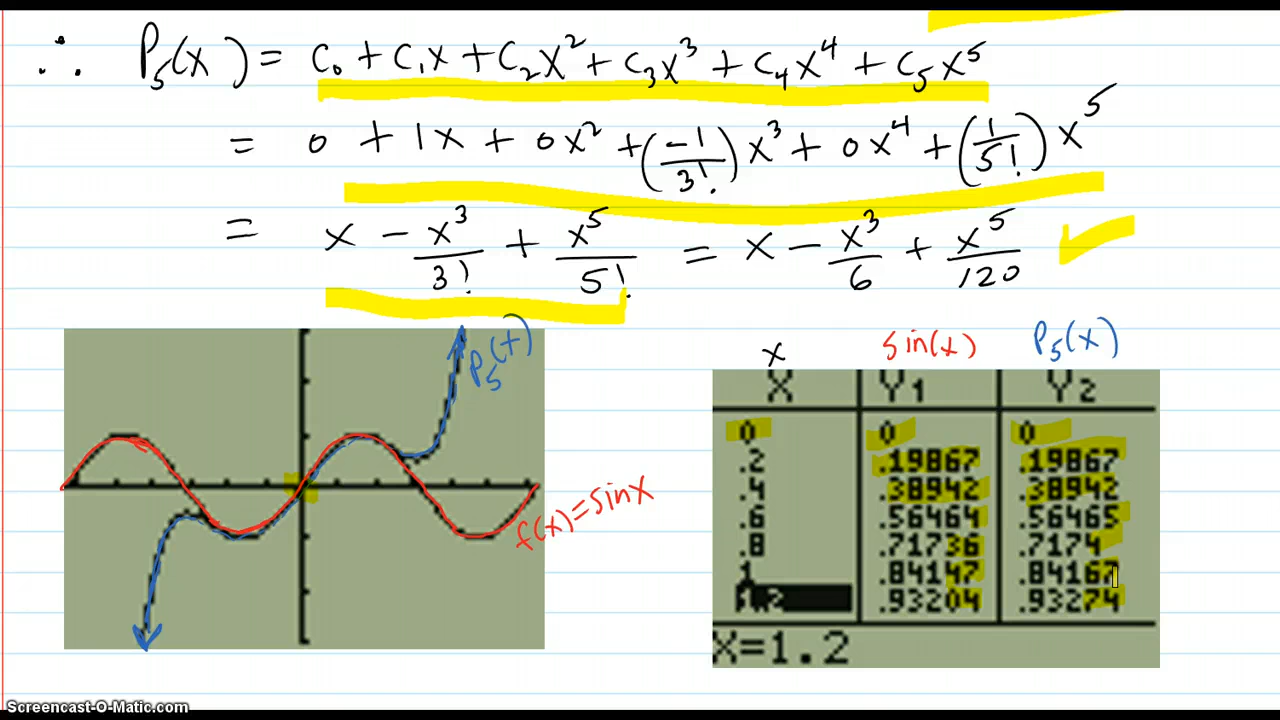 ∴ P₅(x) = c₀ + c₁x + c₂x² + c₃x³ + c₄x⁴ + c₅x⁵
= 0 + 1x + 0x² + (-1/3!)x³ + 0x⁴ + (1/5!)x⁵
= x - x³/3! + x⁵/5! = x - x³/6 + x⁵/120
P₅(x)
f(x)=sinx
x sin(x) P₅(x)
X Y1 Y2
0 0 0
.2 .19867 .19867
.4 .38942 .38942
.6 .56464 .56465
.8 .71736 .7174
1 .84147 .84167
1.2 .93204 .93274
X=1.2
Screencast-O-Matic.com